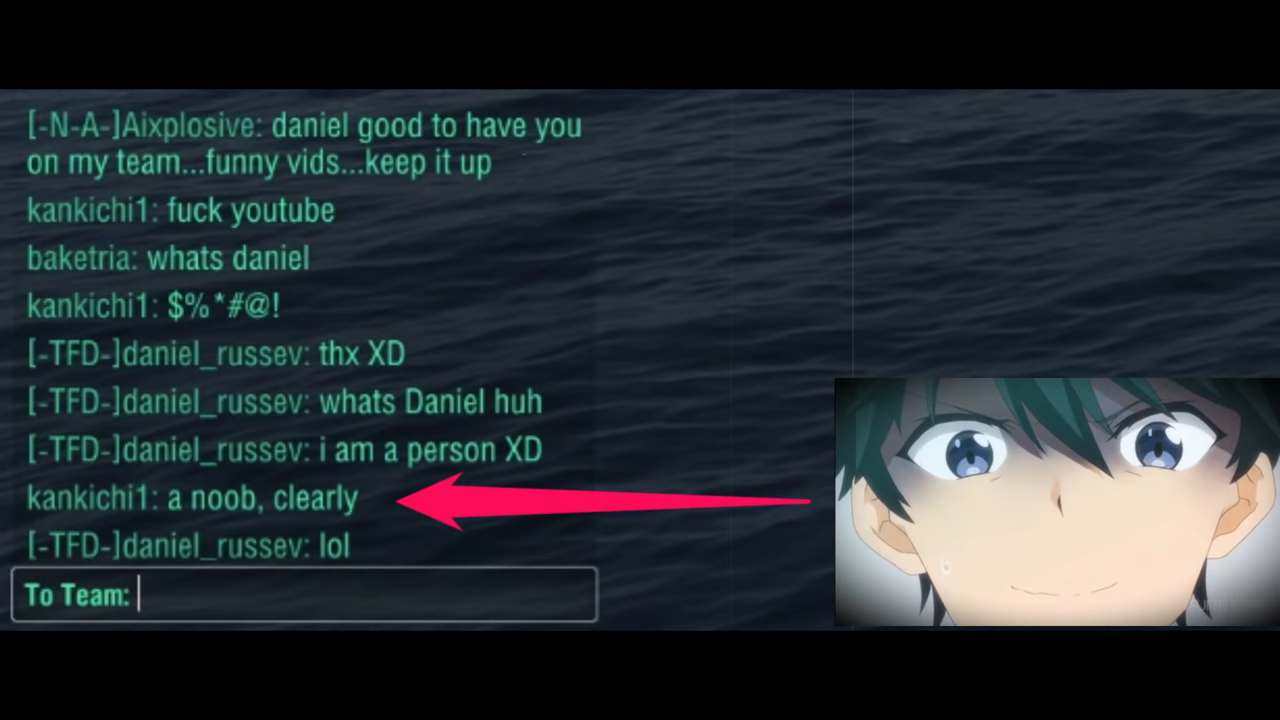 [-N-A-]Aixplosive: daniel good to have you
on my team...funny vids...keep it up
kankichi1: fuck youtube
baketria: whats daniel
kankichi1: $%*#@!
[-TFD-]daniel_russev: thx XD
[-TFD-]daniel_russev: whats Daniel huh
[-TFD-]daniel_russev: i am a person XD
kankichi1: a noob, clearly
[-TFD-]daniel_russev: lol
To Team: